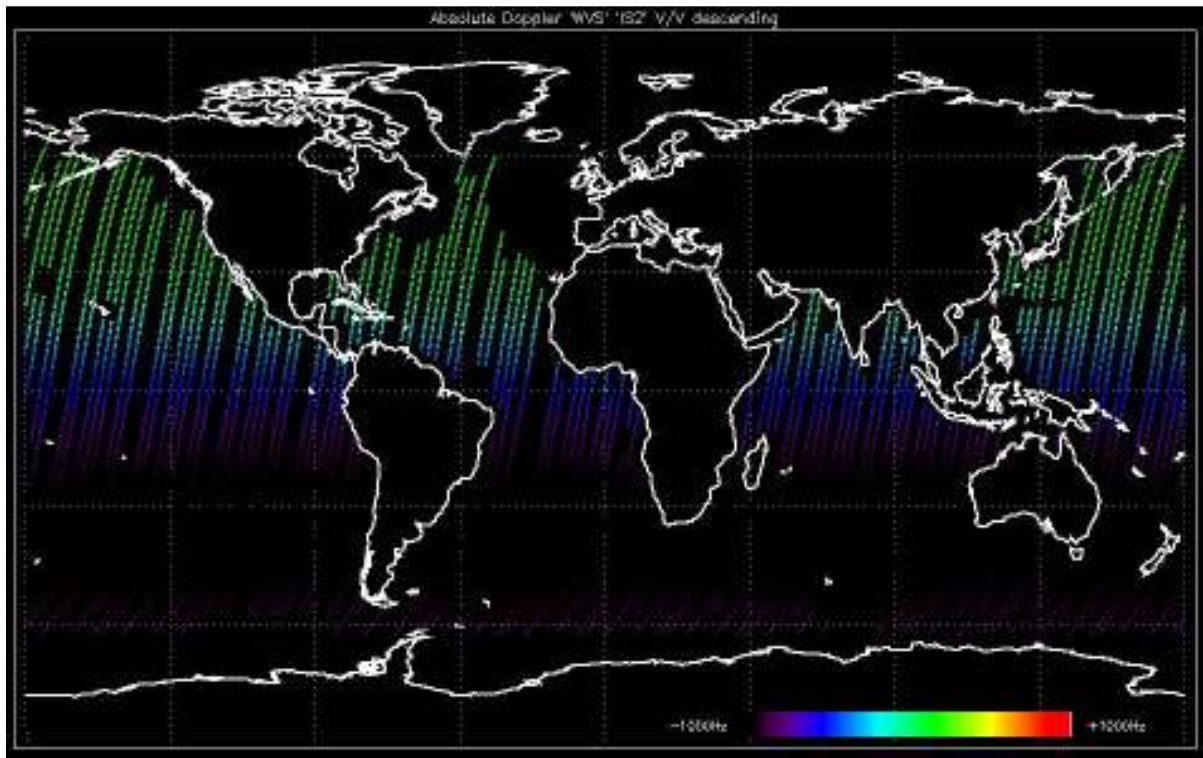 Absolute Doppler 'WVS' 'IS2' V/V descending
-1000Hz +1000Hz